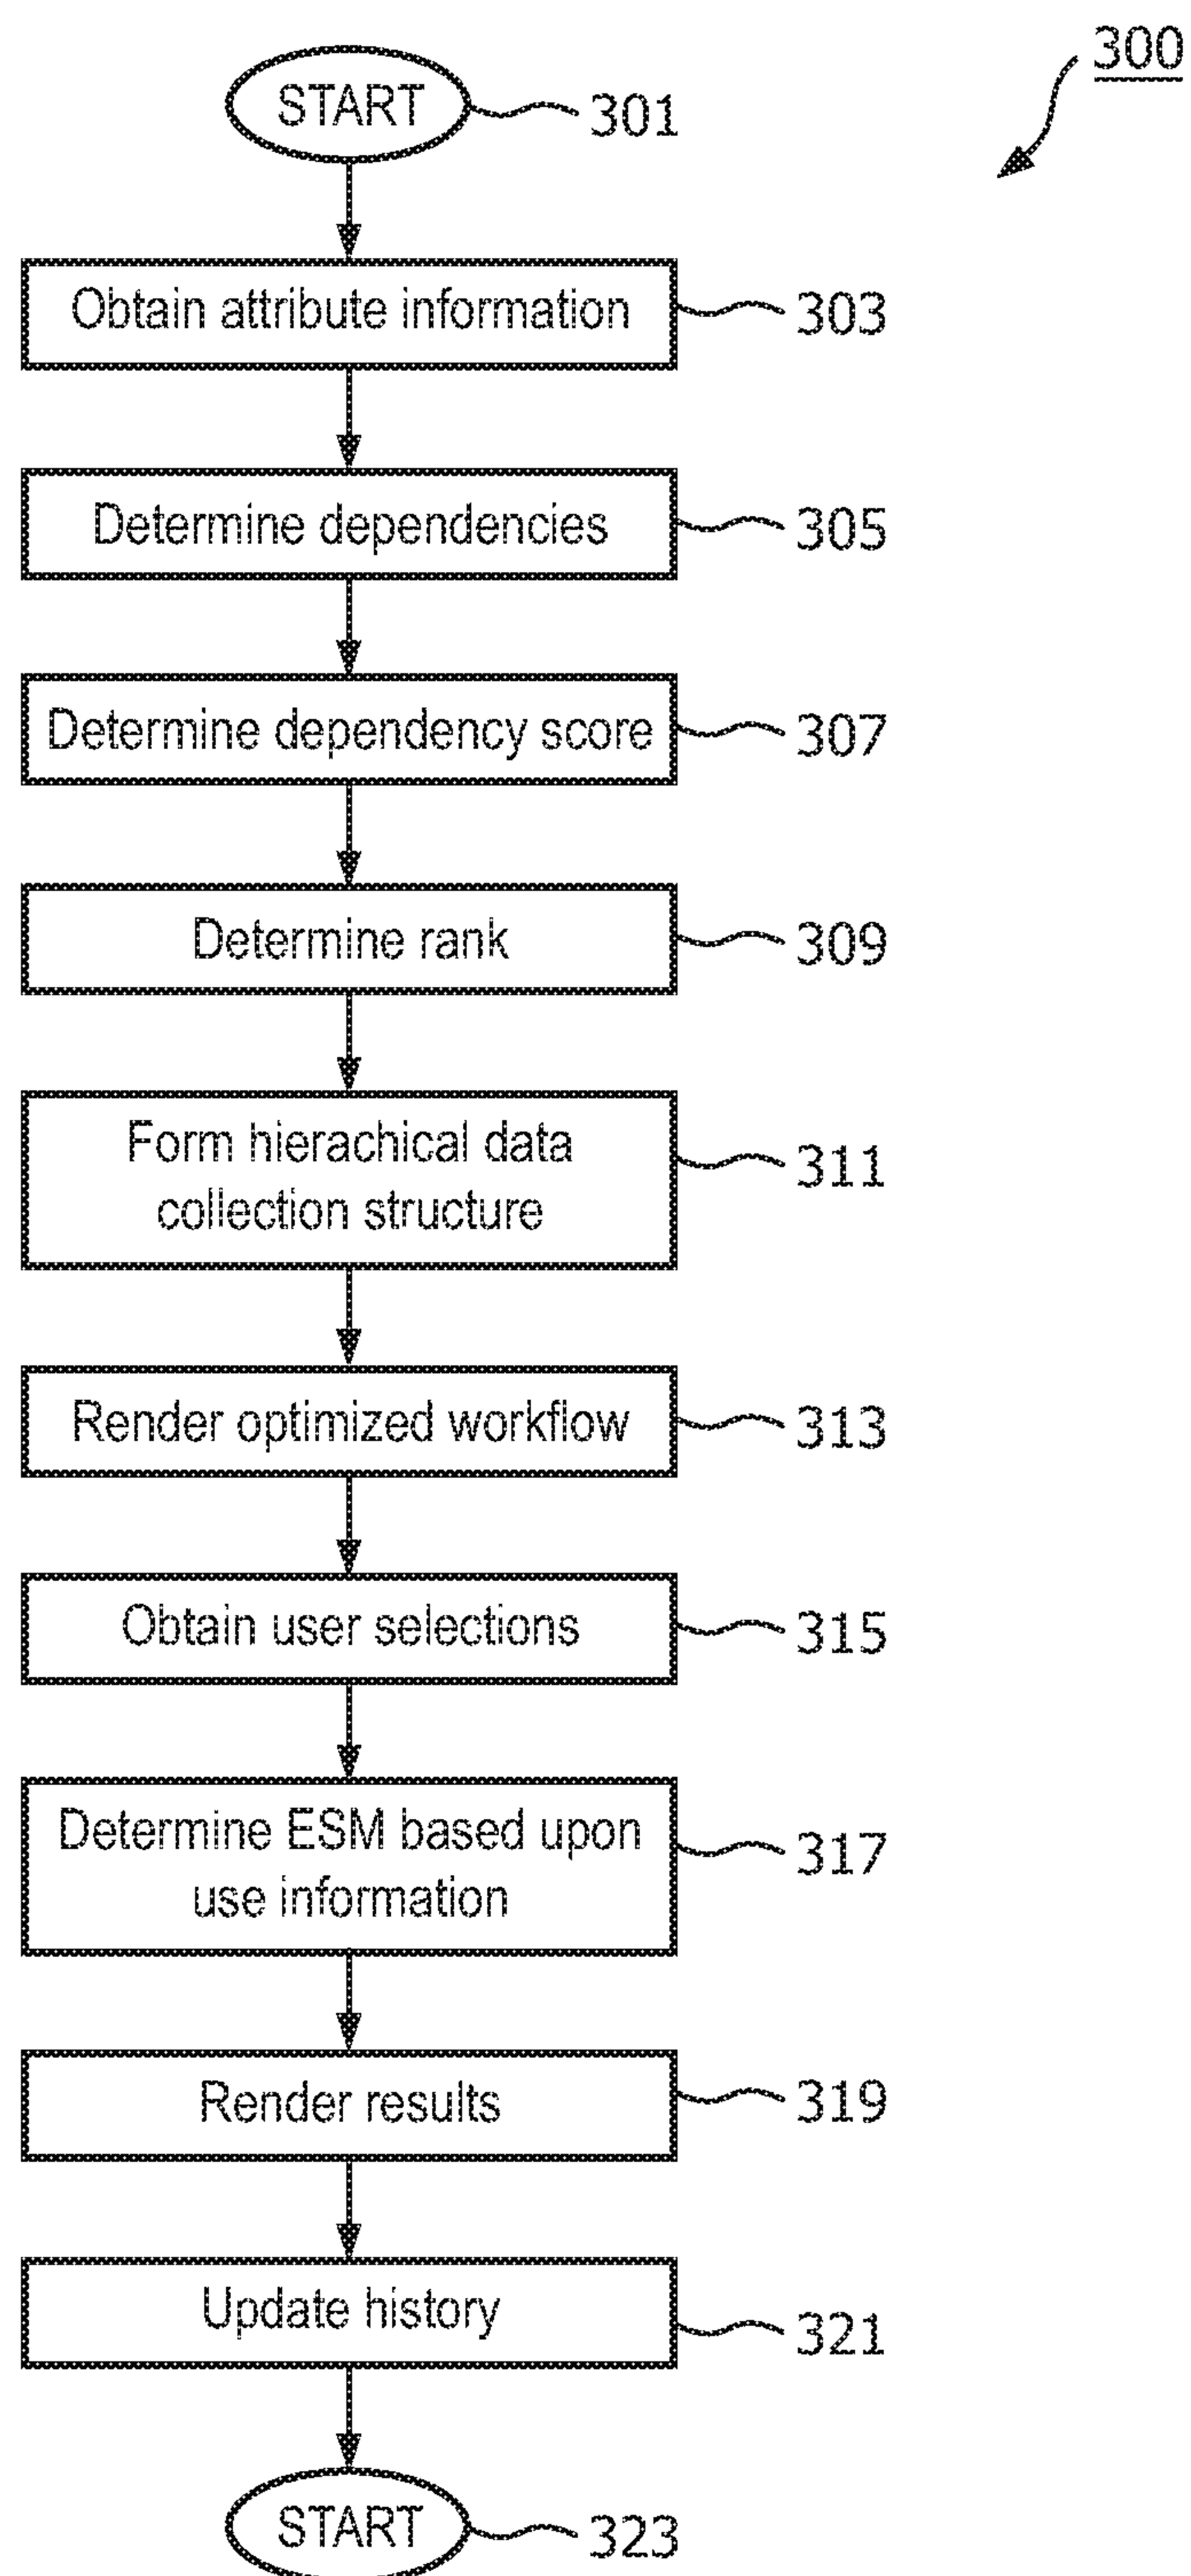 300
START
301
Obtain attribute information
303
Determine dependencies
305
Determine dependency score
307
Determine rank
309
Form hierachical data
collection structure
311
Render optimized workflow
313
Obtain user selections
315
Determine ESM based upon
use information
317
Render results
319
Update history
321
START
323